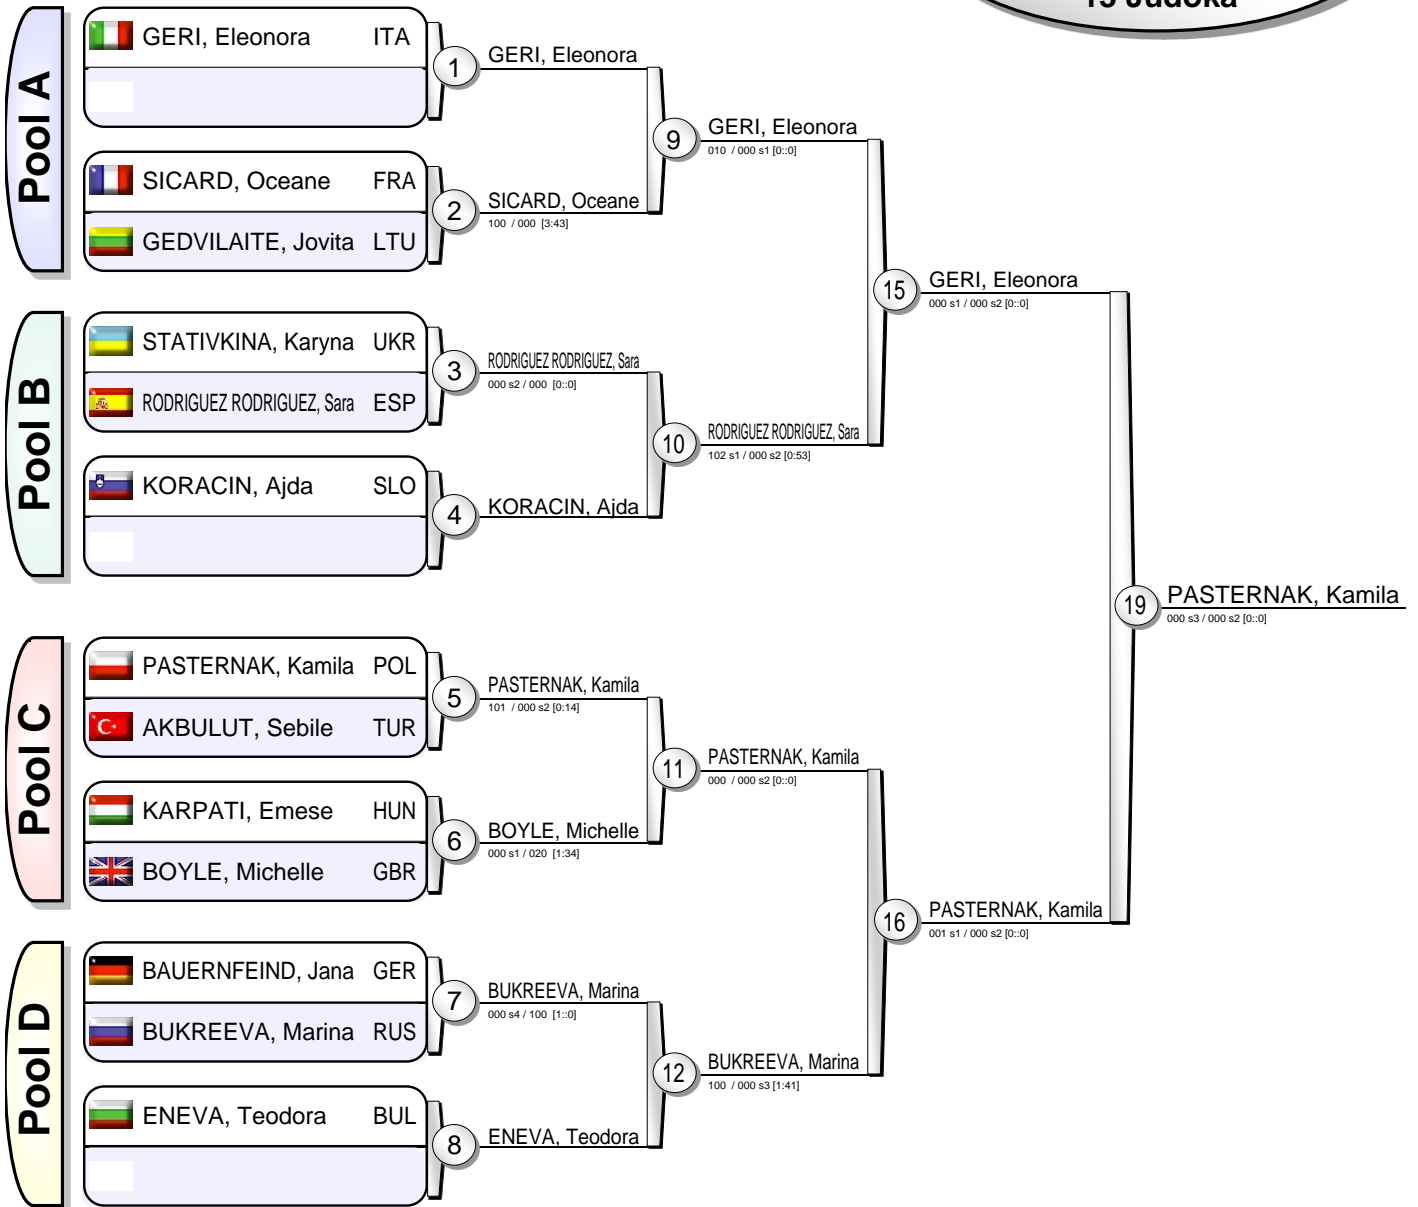 13 Judoka
Pool A
GERI, Eleonora ITA
SICARD, Oceane FRA
GEDVILAITE, Jovita LTU
Pool B
STATIVKINA, Karyna UKR
RODRIGUEZ RODRIGUEZ, Sara ESP
KORACIN, Ajda SLO
Pool C
PASTERNAK, Kamila POL
AKBULUT, Sebile TUR
KARPATI, Emese HUN
BOYLE, Michelle GBR
Pool D
BAUERNFEIND, Jana GER
BUKREEVA, Marina RUS
ENEVA, Teodora BUL
1
GERI, Eleonora
2
SICARD, Oceane
100 / 000 [3:43]
3
RODRIGUEZ RODRIGUEZ, Sara
000 s2 / 000 [0::0]
4
KORACIN, Ajda
5
PASTERNAK, Kamila
101 / 000 s2 [0:14]
6
BOYLE, Michelle
000 s1 / 020 [1:34]
7
BUKREEVA, Marina
000 s4 / 100 [1::0]
8
ENEVA, Teodora
9
GERI, Eleonora
010 / 000 s1 [0::0]
10
RODRIGUEZ RODRIGUEZ, Sara
102 s1 / 000 s2 [0:53]
11
PASTERNAK, Kamila
000 / 000 s2 [0::0]
12
BUKREEVA, Marina
100 / 000 s3 [1:41]
15
GERI, Eleonora
000 s1 / 000 s2 [0::0]
16
PASTERNAK, Kamila
001 s1 / 000 s2 [0::0]
19
PASTERNAK, Kamila
000 s3 / 000 s2 [0::0]